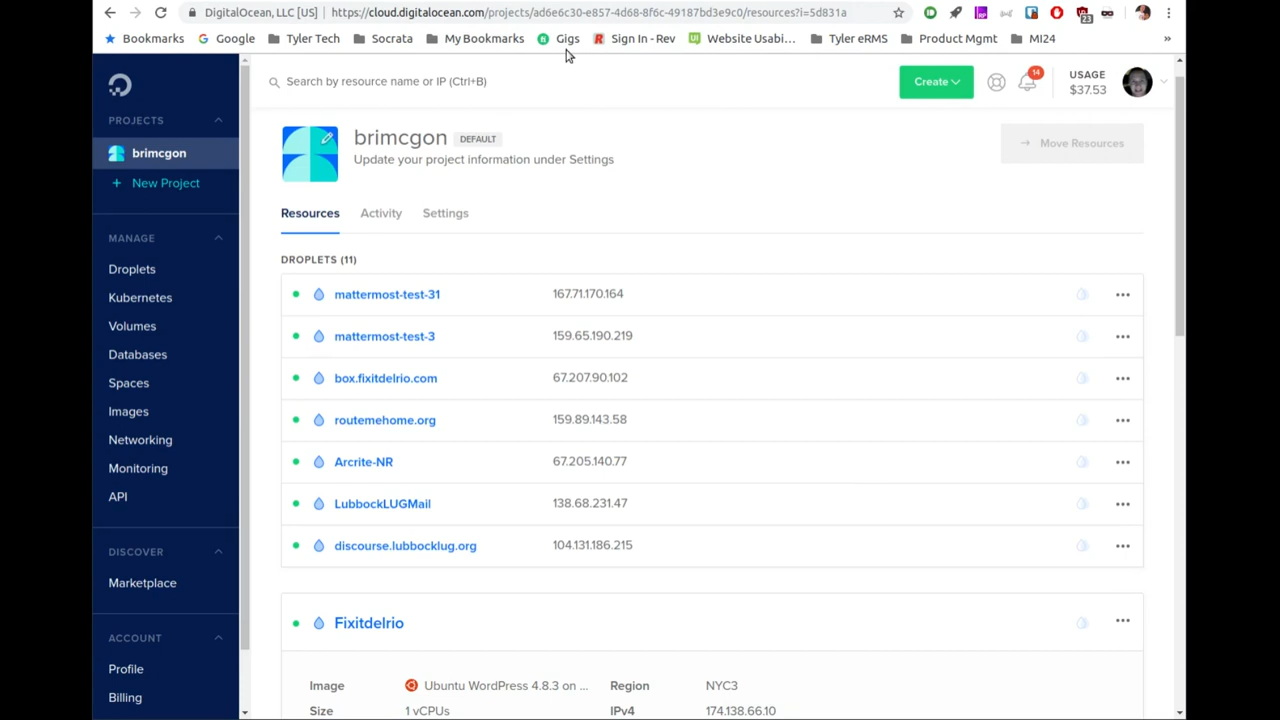 DigitalOcean, LLC [US] | https://cloud.digitalocean.com/projects/ad6e6c30-e857-4d68-8f6c-49187bd3e9c0/resources?i=5d831a
23
Bookmarks Google Tyler Tech Socrata My Bookmarks Gigs Sign In - Rev Website Usabi... Tyler eRMS Product Mgmt MI24 »
Search by resource name or IP (Ctrl+B)
Create
14
USAGE
$37.53
PROJECTS
brimcgon
+ New Project
MANAGE
Droplets
Kubernetes
Volumes
Databases
Spaces
Images
Networking
Monitoring
API
DISCOVER
Marketplace
ACCOUNT
Profile
Billing
brimcgon DEFAULT
Update your project information under Settings
→ Move Resources
Resources Activity Settings
DROPLETS (11)
mattermost-test-31 167.71.170.164
mattermost-test-3 159.65.190.219
box.fixitdelrio.com 67.207.90.102
routemehome.org 159.89.143.58
Arcrite-NR 67.205.140.77
LubbockLUGMail 138.68.231.47
discourse.lubbocklug.org 104.131.186.215
Fixitdelrio
Image Ubuntu WordPress 4.8.3 on ... Region NYC3
Size 1 vCPUs IPv4 174.138.66.10